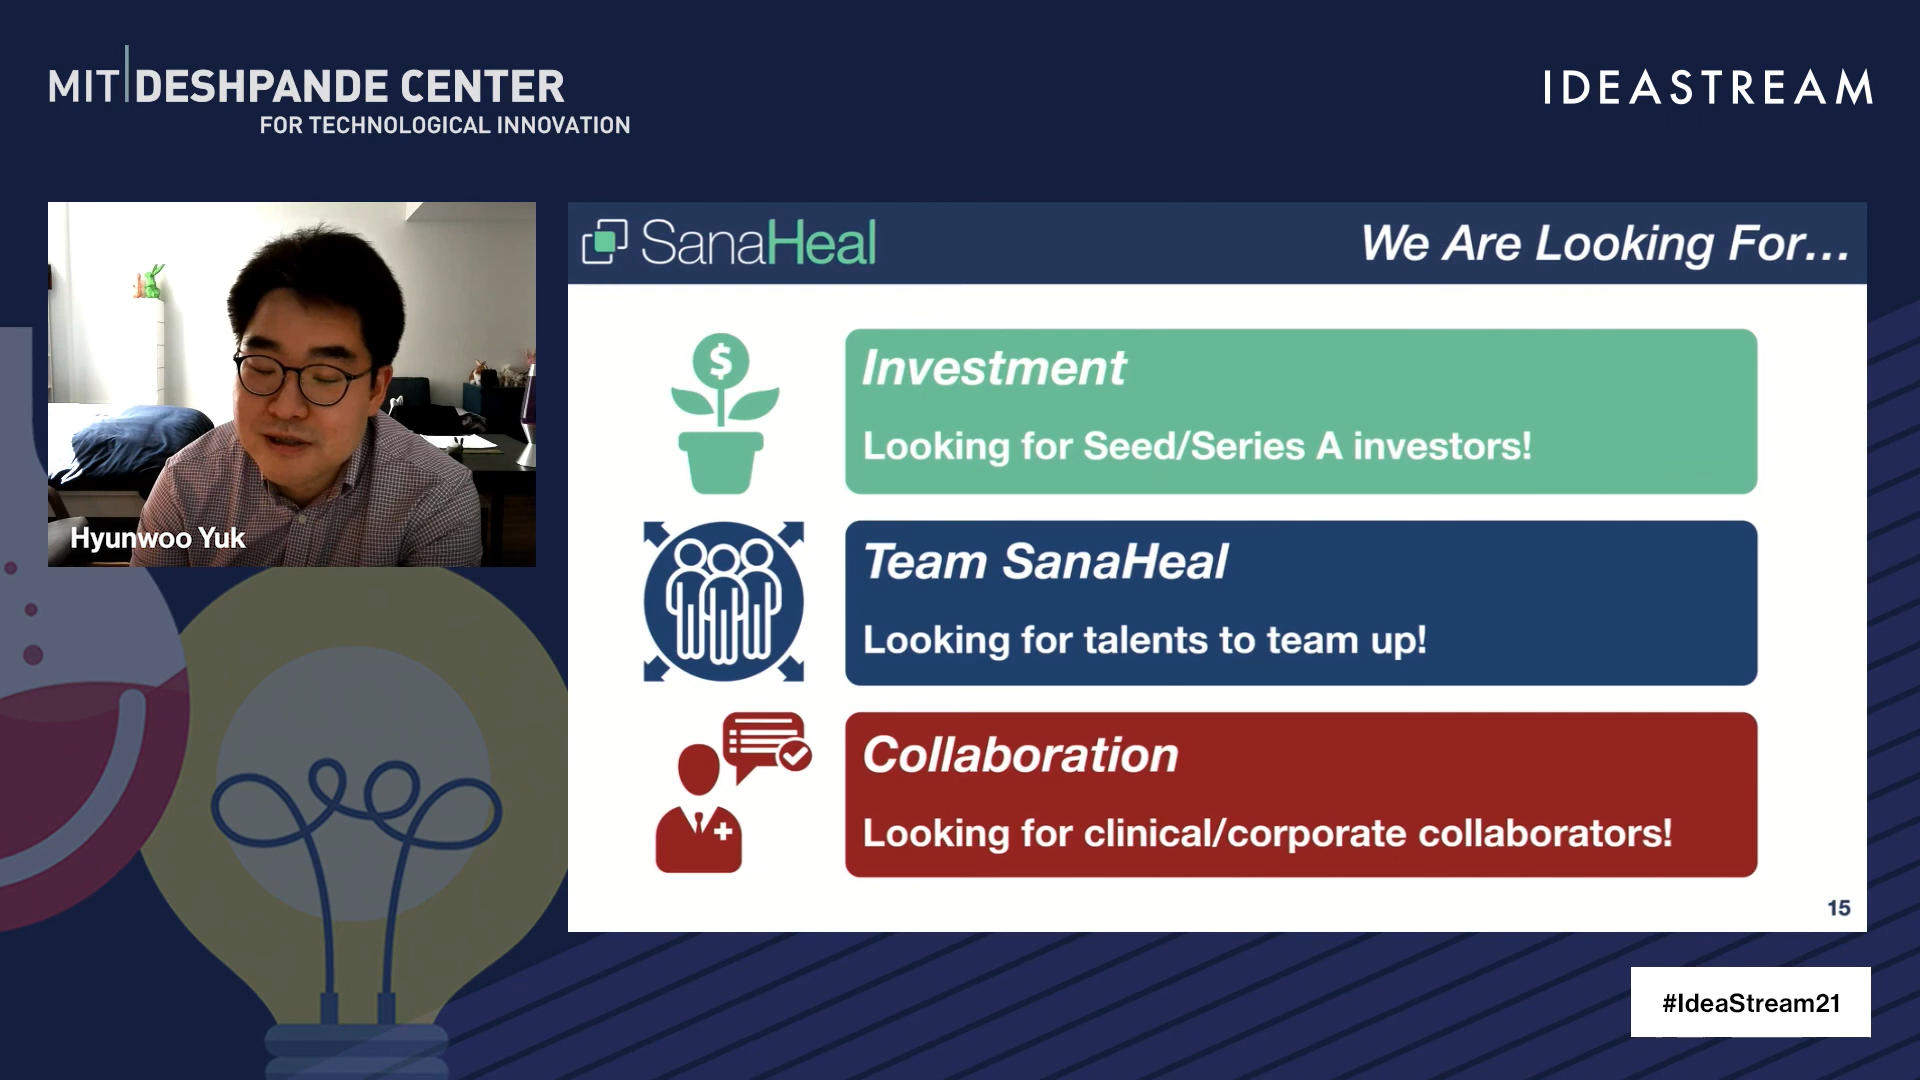 MIT DESHPANDE CENTER
FOR TECHNOLOGICAL INNOVATION
IDEASTREAM
Hyunwoo Yuk
SanaHeal
We Are Looking For...
$
Investment
Looking for Seed/Series A investors!
Team SanaHeal
Looking for talents to team up!
Collaboration
Looking for clinical/corporate collaborators!
15
#IdeaStream21